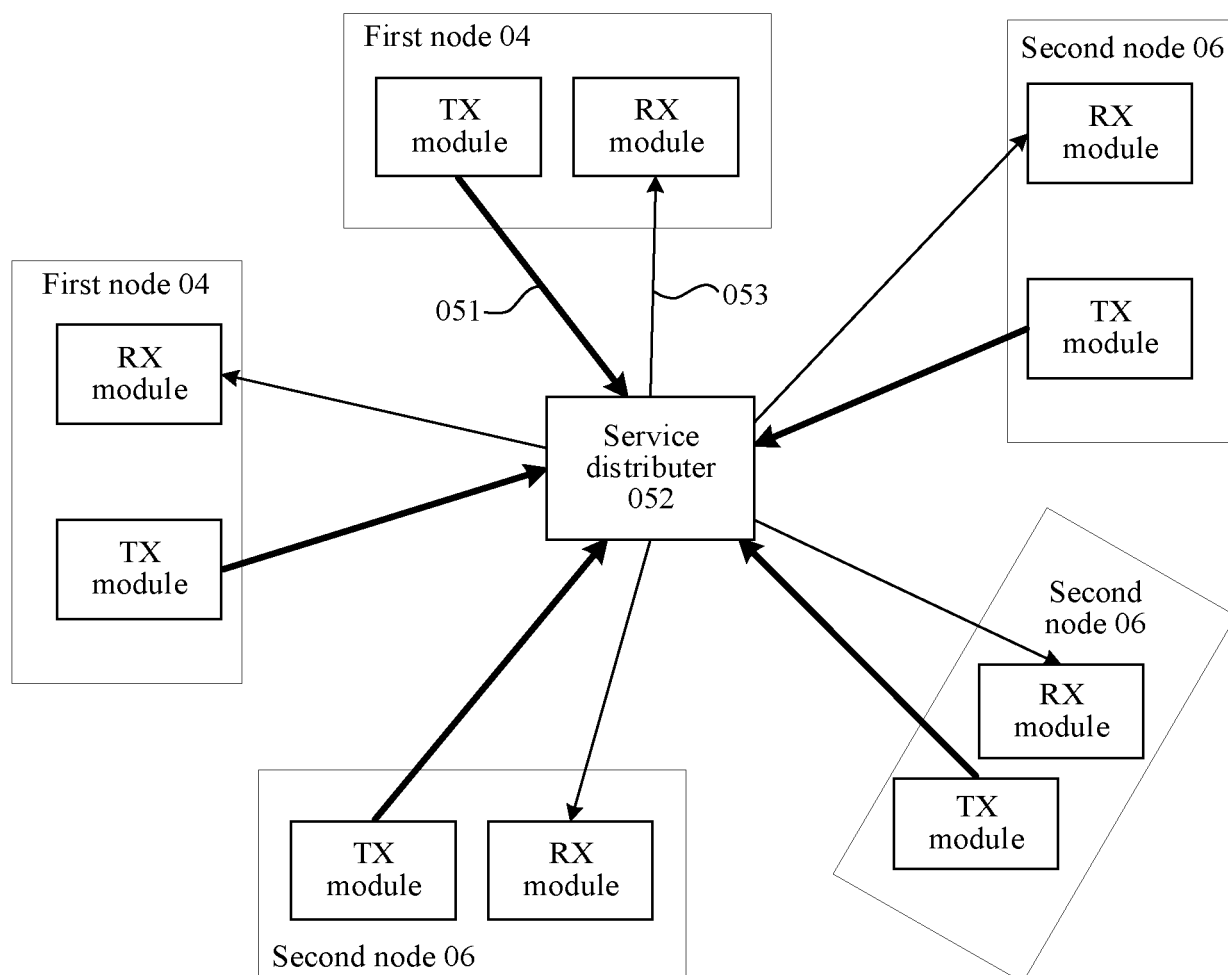 First node 04
TX
module
RX
module
Second node 06
RX
module
TX
module
First node 04
RX
module
TX
module
051
053
Service
distributer
052
Second
node 06
RX
module
TX
module
TX
module
RX
module
Second node 06